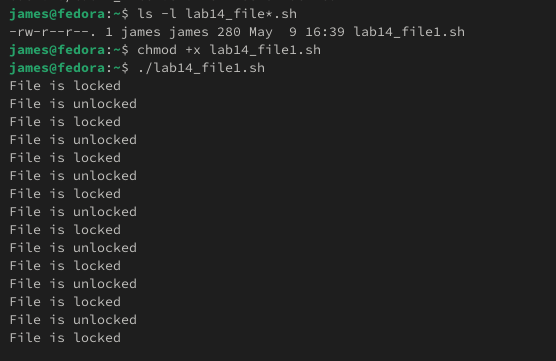 james@fedora:~$ ls -l lab14_file*.sh
-rw-r--r--. 1 james james 280 May  9 16:39 lab14_file1.sh
james@fedora:~$ chmod +x lab14_file1.sh
james@fedora:~$ ./lab14_file1.sh
File is locked
File is unlocked
File is locked
File is unlocked
File is locked
File is unlocked
File is locked
File is unlocked
File is locked
File is unlocked
File is locked
File is unlocked
File is locked
File is unlocked
File is locked